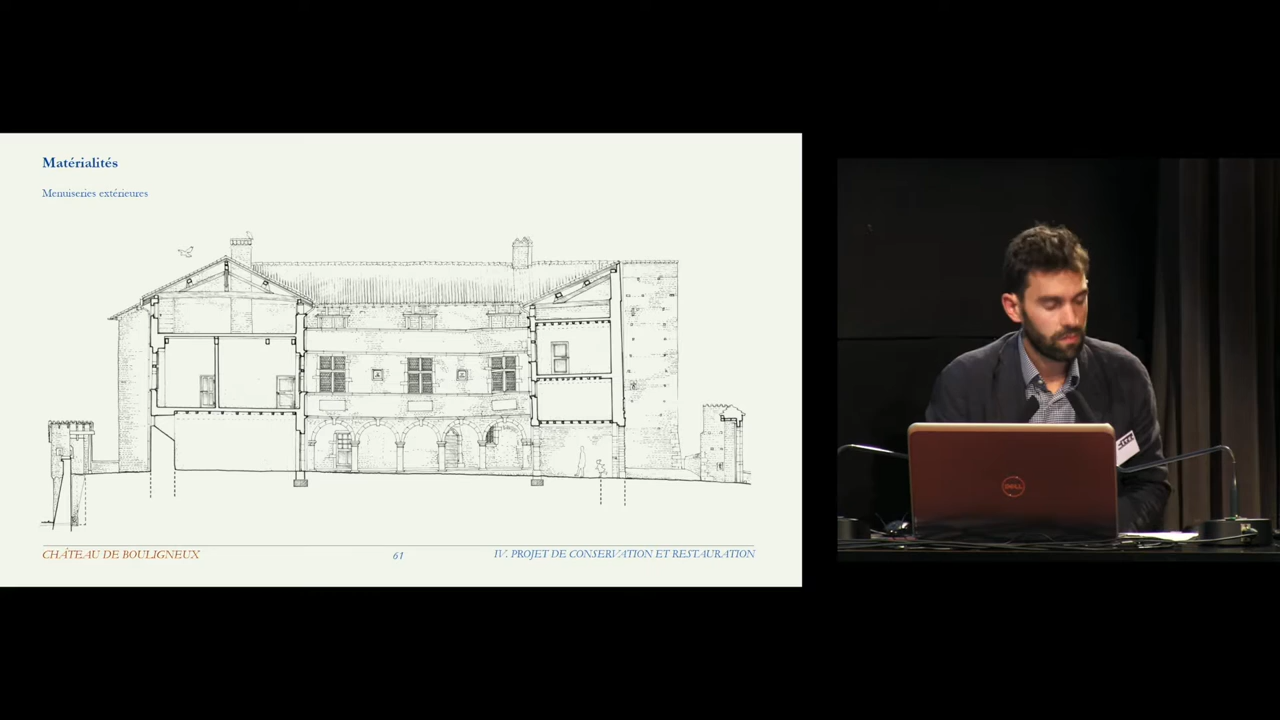 Matérialités
Menuiseries extérieures
CHÂTEAU DE BOULIGNEUX
61
IV. PROJET DE CONSERVATION ET RESTAURATION
DELL